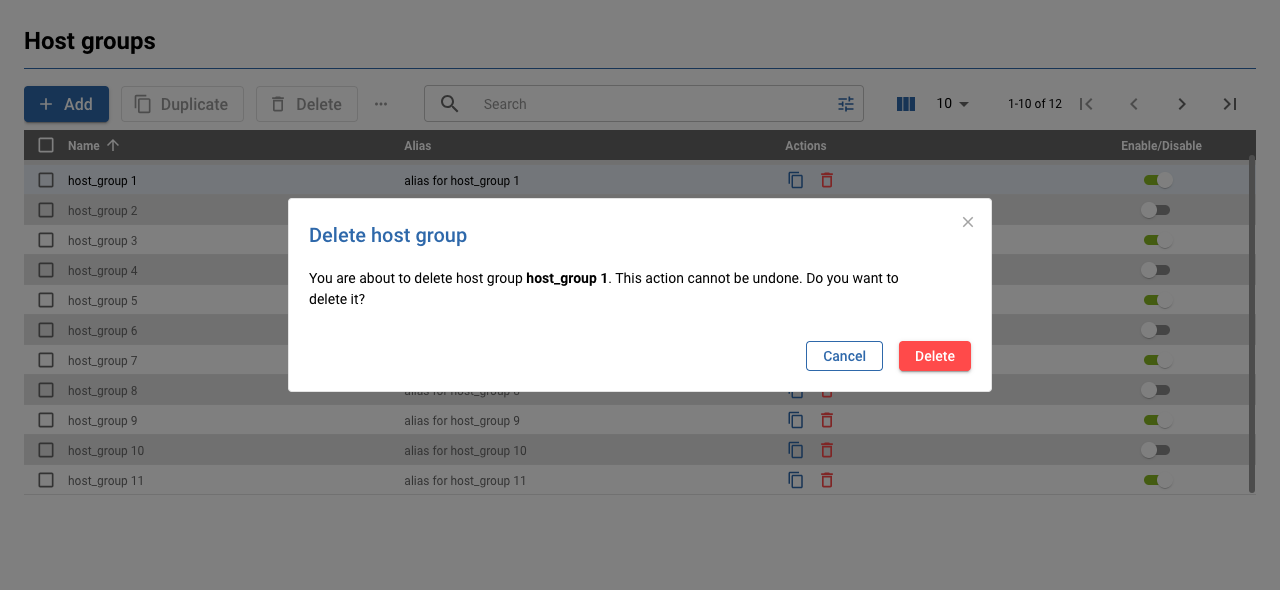 Host groups
Add Duplicate Delete Search 10 1-10 of 12
Name Alias Actions Enable/Disable
host_group 1 alias for host_group 1
host_group 2
host_group 3
host_group 4
host_group 5
host_group 6
host_group 7
host_group 8
host_group 9 alias for host_group 9
host_group 10 alias for host_group 10
host_group 11 alias for host_group 11
Delete host group
You are about to delete host group host_group 1. This action cannot be undone. Do you want to
delete it?
Cancel Delete